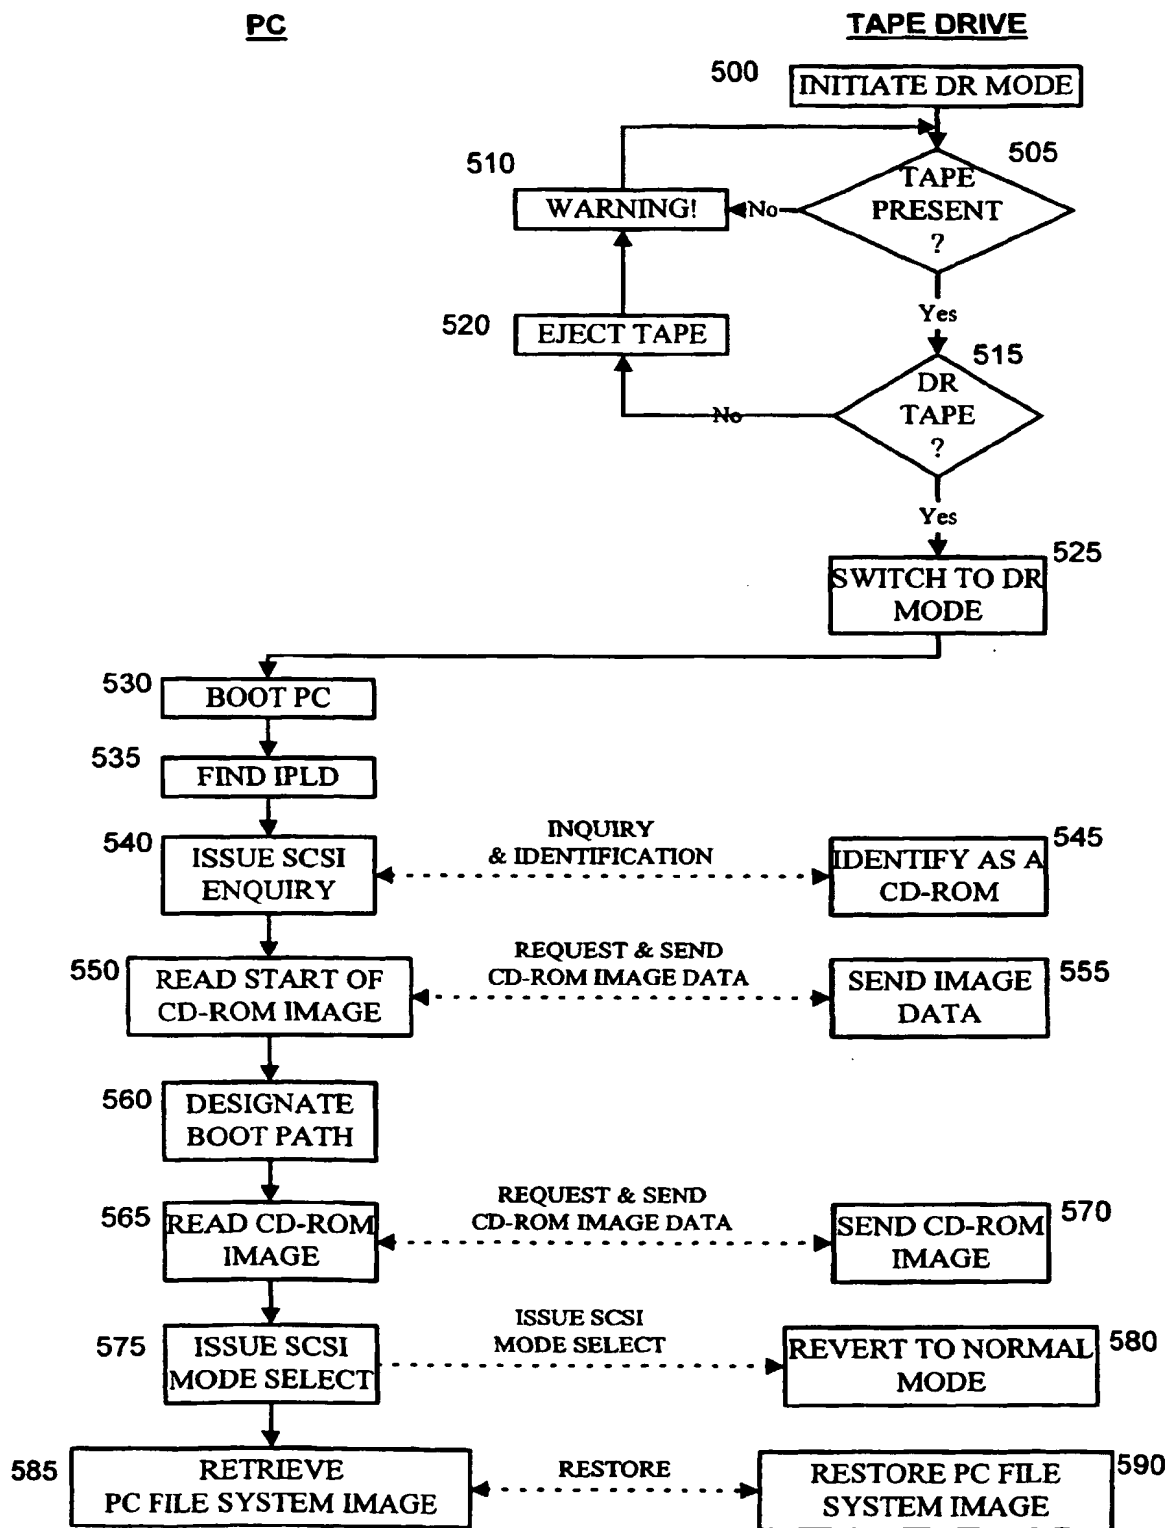 PC
TAPE DRIVE
500
INITIATE DR MODE
505
TAPE
PRESENT
?
510
WARNING!
No
Yes
520
EJECT TAPE
515
DR
TAPE
?
No
Yes
525
SWITCH TO DR
MODE
530
BOOT PC
535
FIND IPLD
540
ISSUE SCSI
ENQUIRY
INQUIRY
& IDENTIFICATION
545
IDENTIFY AS A
CD-ROM
550
READ START OF
CD-ROM IMAGE
REQUEST & SEND
CD-ROM IMAGE DATA
555
SEND IMAGE
DATA
560
DESIGNATE
BOOT PATH
565
READ CD-ROM
IMAGE
REQUEST & SEND
CD-ROM IMAGE DATA
570
SEND CD-ROM
IMAGE
575
ISSUE SCSI
MODE SELECT
ISSUE SCSI
MODE SELECT
580
REVERT TO NORMAL
MODE
585
RETRIEVE
PC FILE SYSTEM IMAGE
RESTORE
590
RESTORE PC FILE
SYSTEM IMAGE